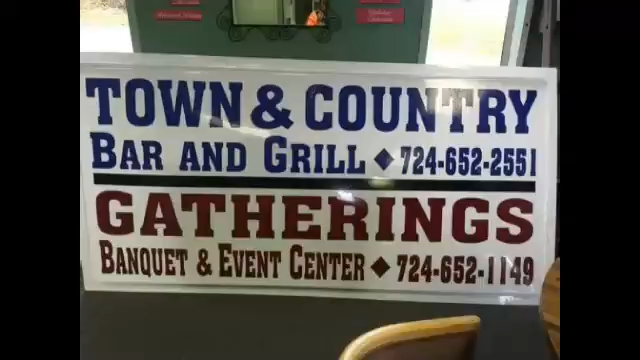 TOWN & COUNTRY
BAR AND GRILL ◆ 724-652-2551
GATHERINGS
BANQUET & EVENT CENTER ◆ 724-652-1149